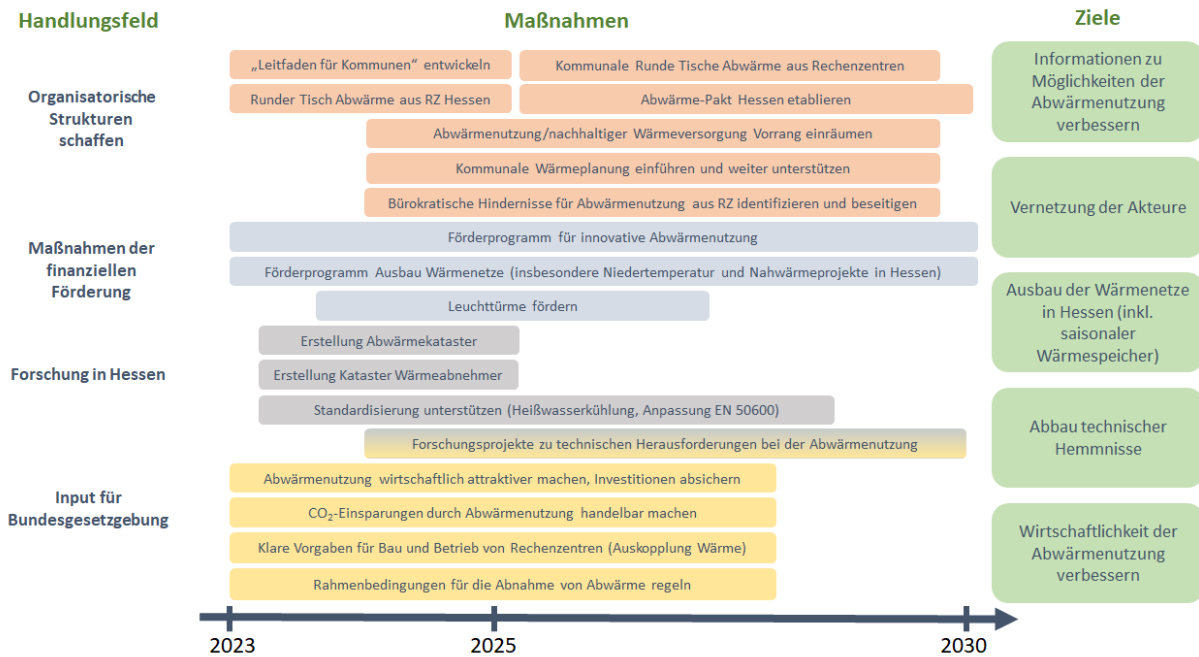 Handlungsfeld
Maßnahmen
Ziele
Organisatorische
Strukturen
schaffen
„Leitfaden für Kommunen“ entwickeln
Kommunale Runde Tische Abwärme aus Rechenzentren
Runder Tisch Abwärme aus RZ Hessen
Abwärme-Pakt Hessen etablieren
Abwärmenutzung/nachhaltiger Wärmeversorgung Vorrang einräumen
Kommunale Wärmeplanung einführen und weiter unterstützen
Bürokratische Hindernisse für Abwärmenutzung aus RZ identifizieren und beseitigen
Maßnahmen der
finanziellen
Förderung
Förderprogramm für innovative Abwärmenutzung
Förderprogramm Ausbau Wärmenetze (insbesondere Niedertemperatur und Nahwärmeprojekte in Hessen)
Leuchttürme fördern
Forschung in Hessen
Erstellung Abwärmekataster
Erstellung Kataster Wärmeabnehmer
Standardisierung unterstützen (Heißwasserkühlung, Anpassung EN 50600)
Forschungsprojekte zu technischen Herausforderungen bei der Abwärmenutzung
Input für
Bundesgesetzgebung
Abwärmenutzung wirtschaftlich attraktiver machen, Investitionen absichern
CO₂-Einsparungen durch Abwärmenutzung handelbar machen
Klare Vorgaben für Bau und Betrieb von Rechenzentren (Auskopplung Wärme)
Rahmenbedingungen für die Abnahme von Abwärme regeln
Informationen zu
Möglichkeiten der
Abwärmenutzung
verbessern
Vernetzung der Akteure
Ausbau der Wärmenetze
in Hessen (inkl.
saisonaler
Wärmespeicher)
Abbau technischer
Hemmnisse
Wirtschaftlichkeit der
Abwärmenutzung
verbessern
2023
2025
2030